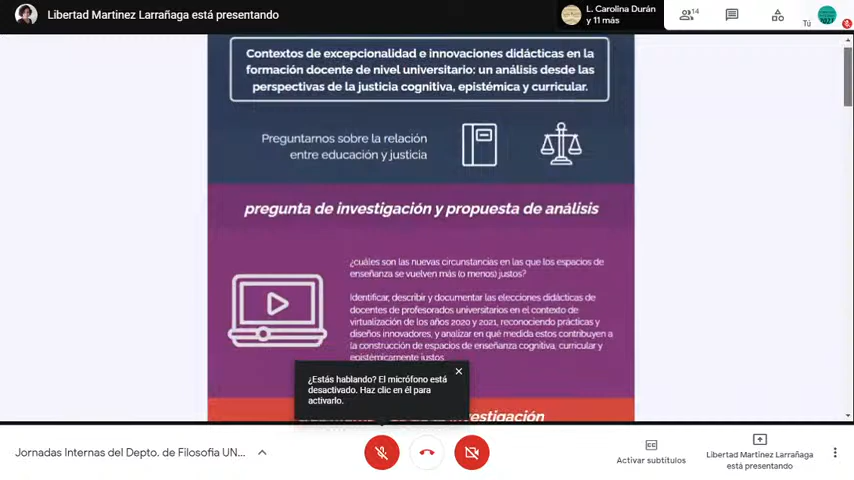 Libertad Martinez Larrañaga está presentando
L. Carolina Durán
y 11 más
14
Tú
Contextos de excepcionalidad e innovaciones didácticas en la
formación docente de nivel universitario: un análisis desde las
perspectivas de la justicia cognitiva, epistémica y curricular.
Preguntarnos sobre la relación
entre educación y justicia
pregunta de investigación y propuesta de análisis
¿cuáles son las nuevas circunstancias en las que los espacios de
enseñanza se vuelven más (o menos) justos?
Identificar, describir y documentar las elecciones didácticas de
docentes de profesorados universitarios en el contexto de
virtualización de los años 2020 y 2021, reconociendo prácticas y
diseños innovadores, y analizar en qué medida estos contribuyen a
la construcción de espacios de enseñanza cognitiva, curricular y
epistémicamente justos
¿Estás hablando? El micrófono está
desactivado. Haz clic en él para
activarlo.
investigación
Jornadas Internas del Depto. de Filosofía UN...
Activar subtítulos
Libertad Martinez Larrañaga
está presentando